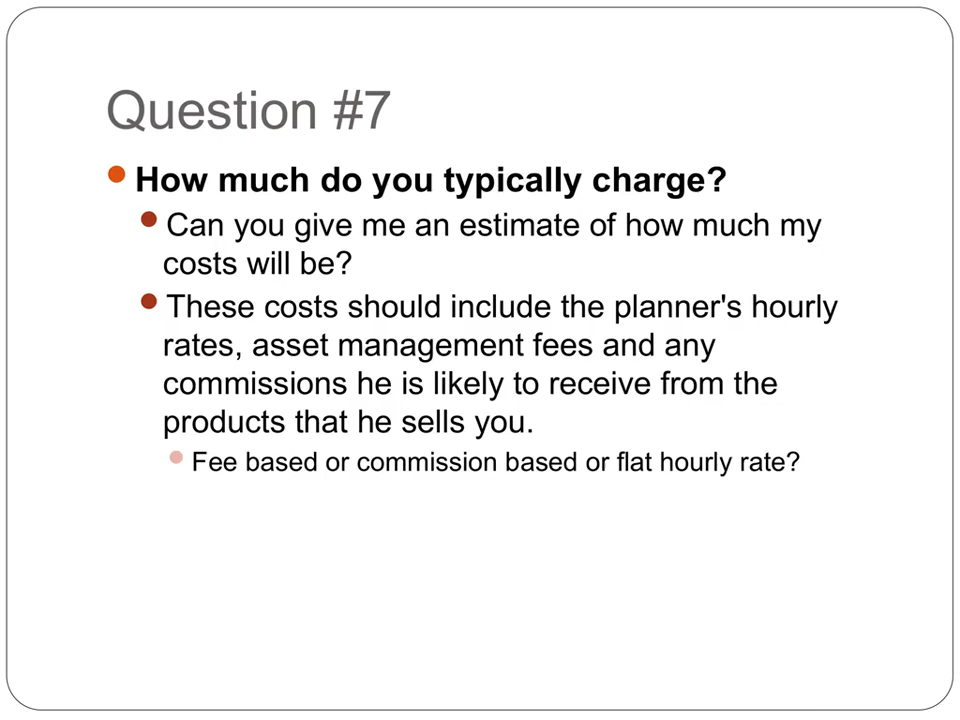 Question #7
How much do you typically charge?
Can you give me an estimate of how much my
costs will be?
These costs should include the planner's hourly
rates, asset management fees and any
commissions he is likely to receive from the
products that he sells you.
Fee based or commission based or flat hourly rate?